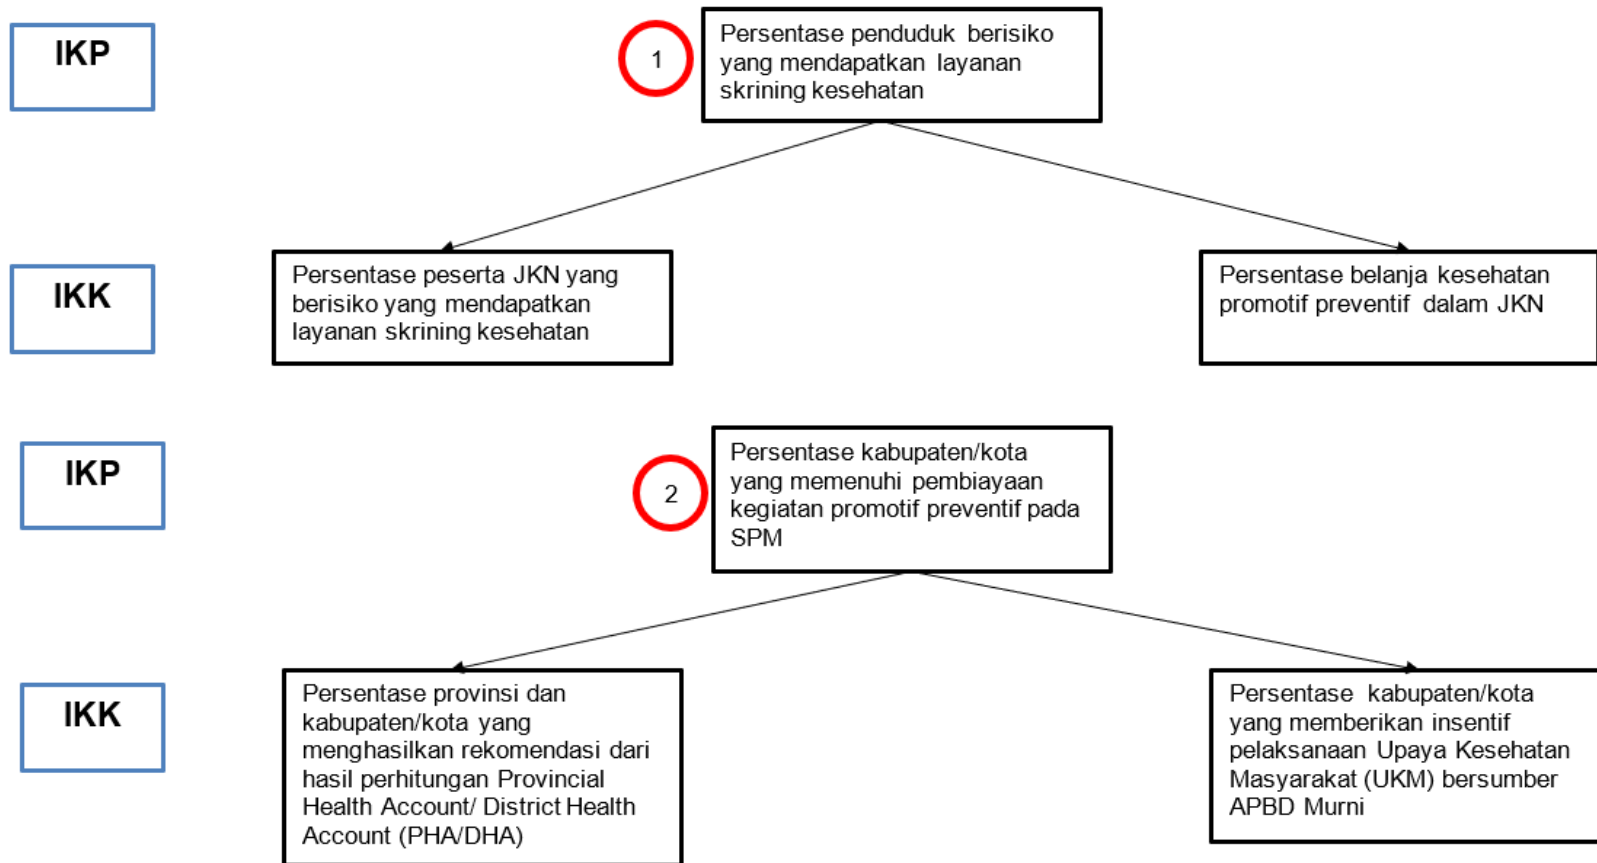 IKP
1
Persentase penduduk berisiko
yang mendapatkan layanan
skrining kesehatan
IKK
Persentase peserta JKN yang
berisiko yang mendapatkan
layanan skrining kesehatan
Persentase belanja kesehatan
promotif preventif dalam JKN
IKP
2
Persentase kabupaten/kota
yang memenuhi pembiayaan
kegiatan promotif preventif pada
SPM
IKK
Persentase provinsi dan
kabupaten/kota yang
menghasilkan rekomendasi dari
hasil perhitungan Provincial
Health Account/ District Health
Account (PHA/DHA)
Persentase kabupaten/kota
yang memberikan insentif
pelaksanaan Upaya Kesehatan
Masyarakat (UKM) bersumber
APBD Murni